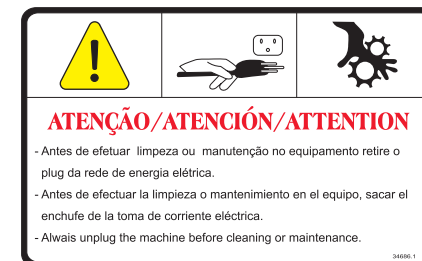 ATENÇÃO/ATENCIÓN/ATTENTION
- Antes de efetuar limpeza ou manutenção no equipamento retire o
plug da rede de energia elétrica.
- Antes de efectuar la limpieza o mantenimiento en el equipo, sacar el
enchufe de la toma de corriente eléctrica.
- Alwais unplug the machine before cleaning or maintenance.
34686.1